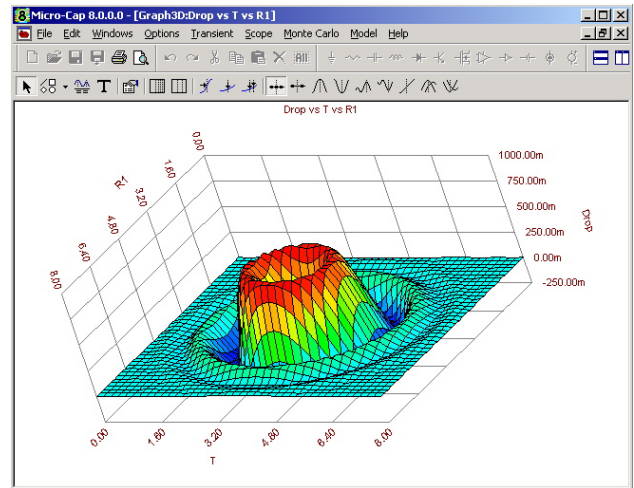 Micro-Cap 8.0.0.0 - [Graph3D:Drop vs T vs R1]
File Edit Windows Options Transient Scope Monte Carlo Model Help
T
Drop vs T vs R1
0.00
1.60
R1
3.20
4.80
6.40
8.00
1000.00m
750.00m
500.00m
Drop
250.00m
0.00m
-250.00m
0.00
1.60
3.20
4.80
6.40
8.00
T